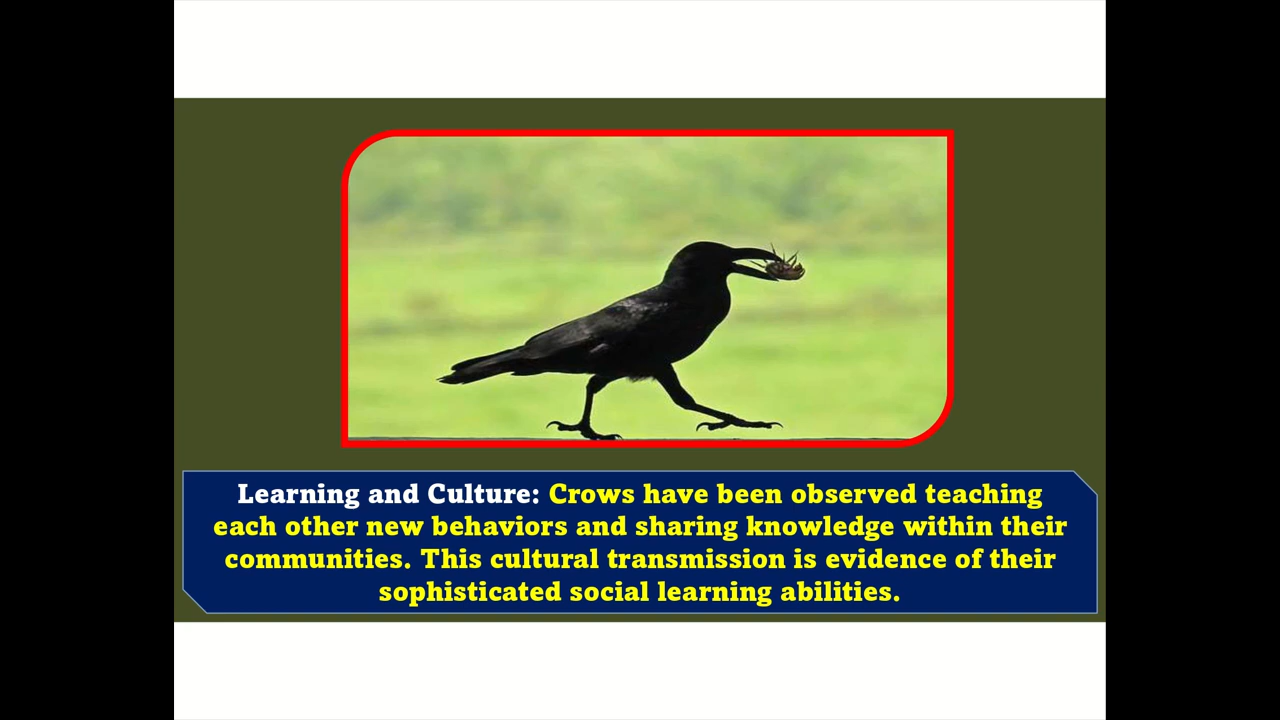 Learning and Culture: Crows have been observed teaching
each other new behaviors and sharing knowledge within their
communities. This cultural transmission is evidence of their
sophisticated social learning abilities.